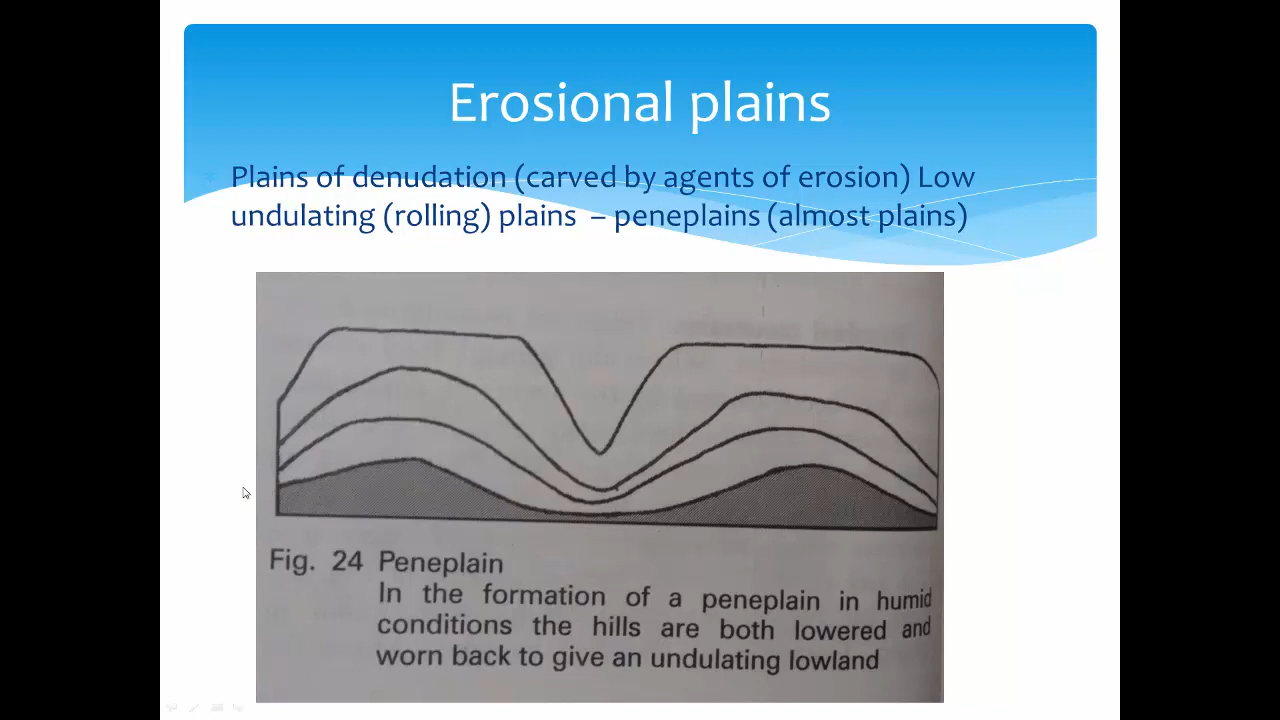 Erosional plains
Plains of denudation (carved by agents of erosion) Low
undulating (rolling) plains – peneplains (almost plains)
Fig. 24 Peneplain
In the formation of a peneplain in humid
conditions the hills are both lowered and
worn back to give an undulating lowland